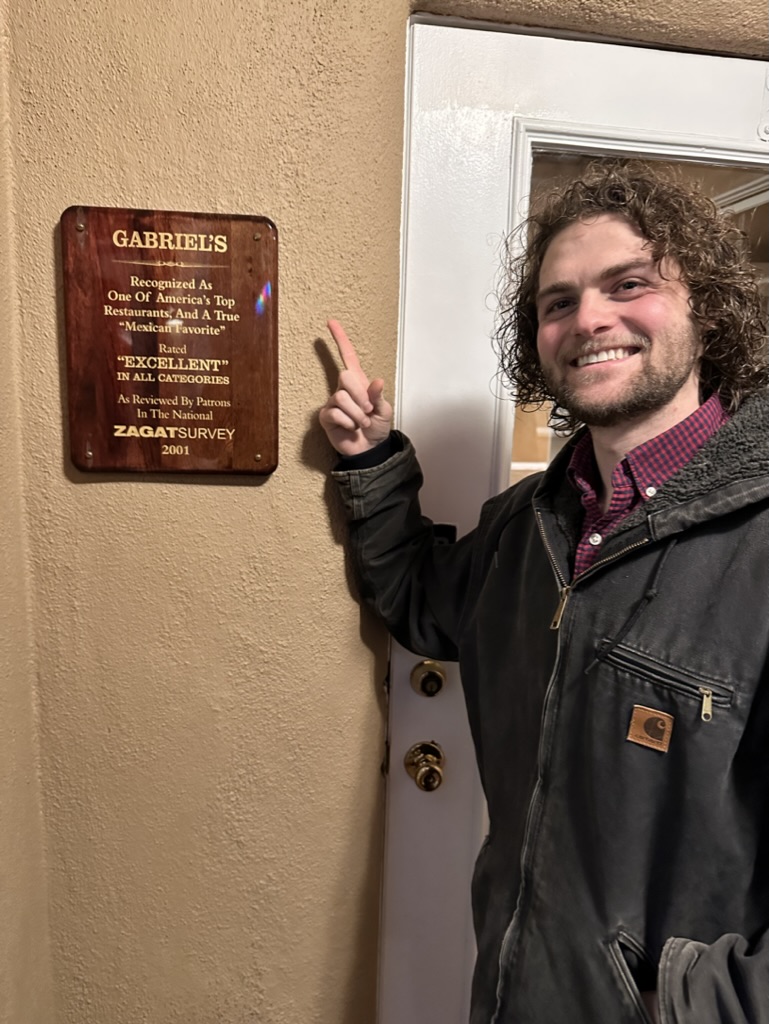 GABRIEL'S
Recognized As
One Of America's Top
Restaurants, And A True
"Mexican Favorite"
Rated
"EXCELLENT"
IN ALL CATEGORIES
As Reviewed By Patrons
In The National
ZAGATSURVEY
2001
carhartt